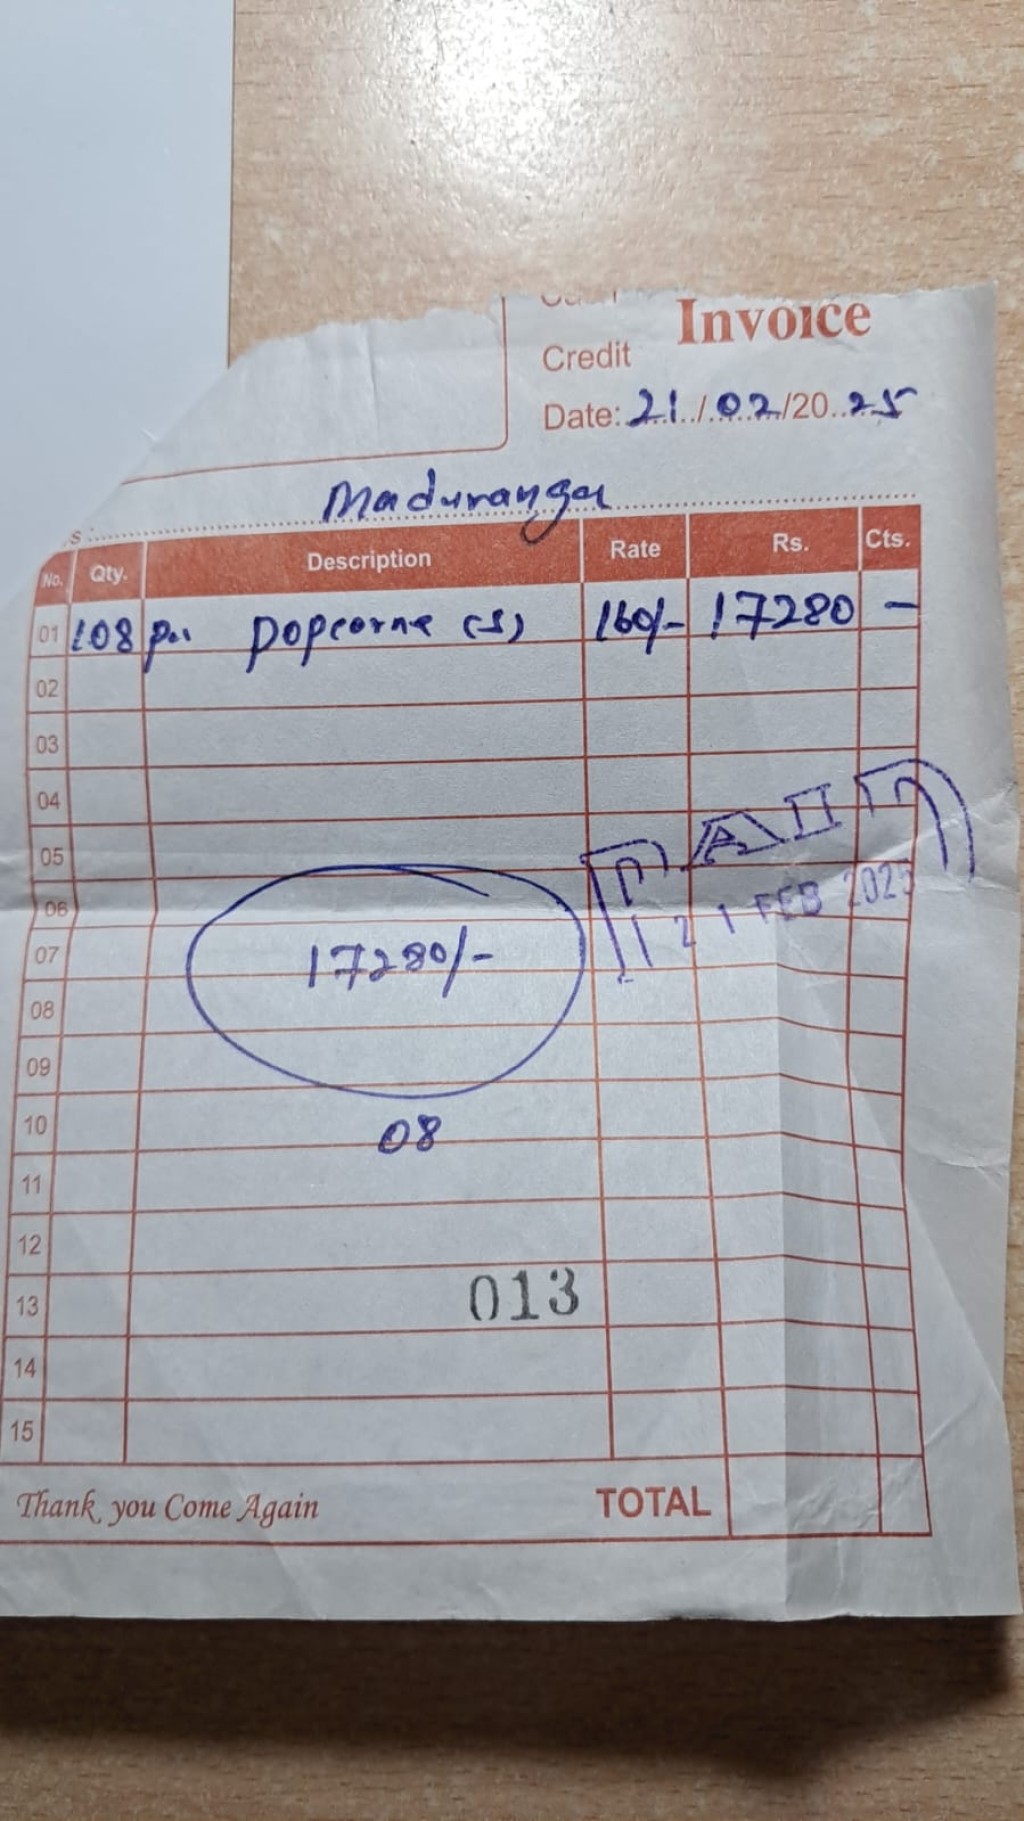 Invoice
Credit
Date: 21/02/2025
Maduranga
No. Qty. Description Rate Rs. Cts.
01 108 Popcorne (S) 160/- 17280 -
02
03
04
05
PAID
21 FEB 2025
06
07 17280/-
08
09
10 08
11
12
13 013
14
15
Thank you Come Again TOTAL